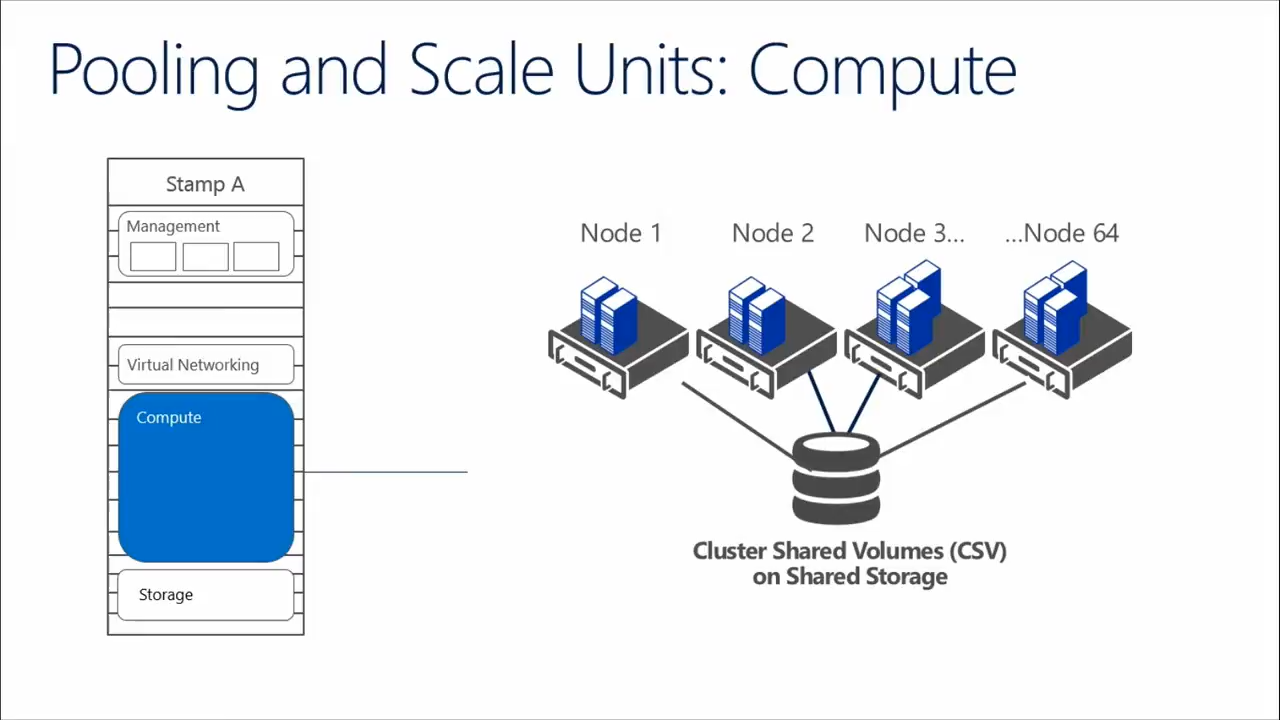 Pooling and Scale Units: Compute
Stamp A
Management
Virtual Networking
Compute
Storage
Node 1
Node 2
Node 3...
...Node 64
Cluster Shared Volumes (CSV)
on Shared Storage